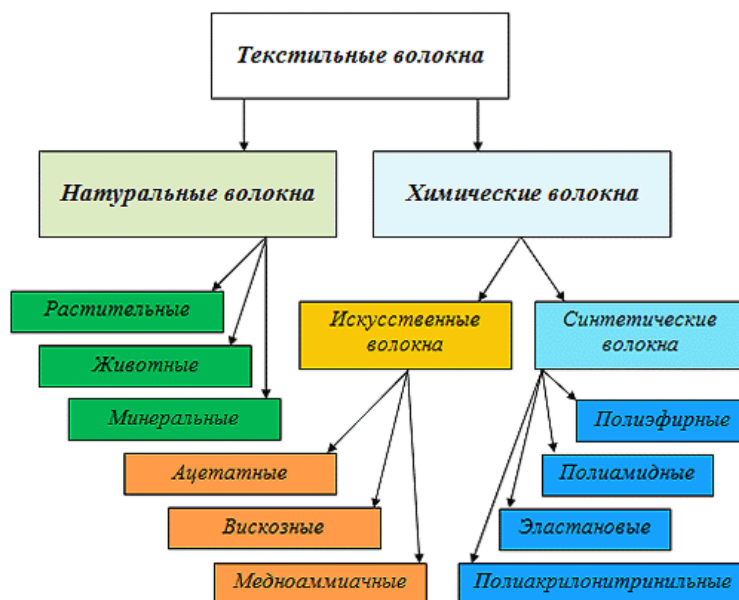 Текстильные волокна
Натуральные волокна
Химические волокна
Растительные
Животные
Минеральные
Искусственные
волокна
Синтетические
волокна
Ацетатные
Вискозные
Медноаммиачные
Полиэфирные
Полиамидные
Эластановые
Полиакрилонитринильные